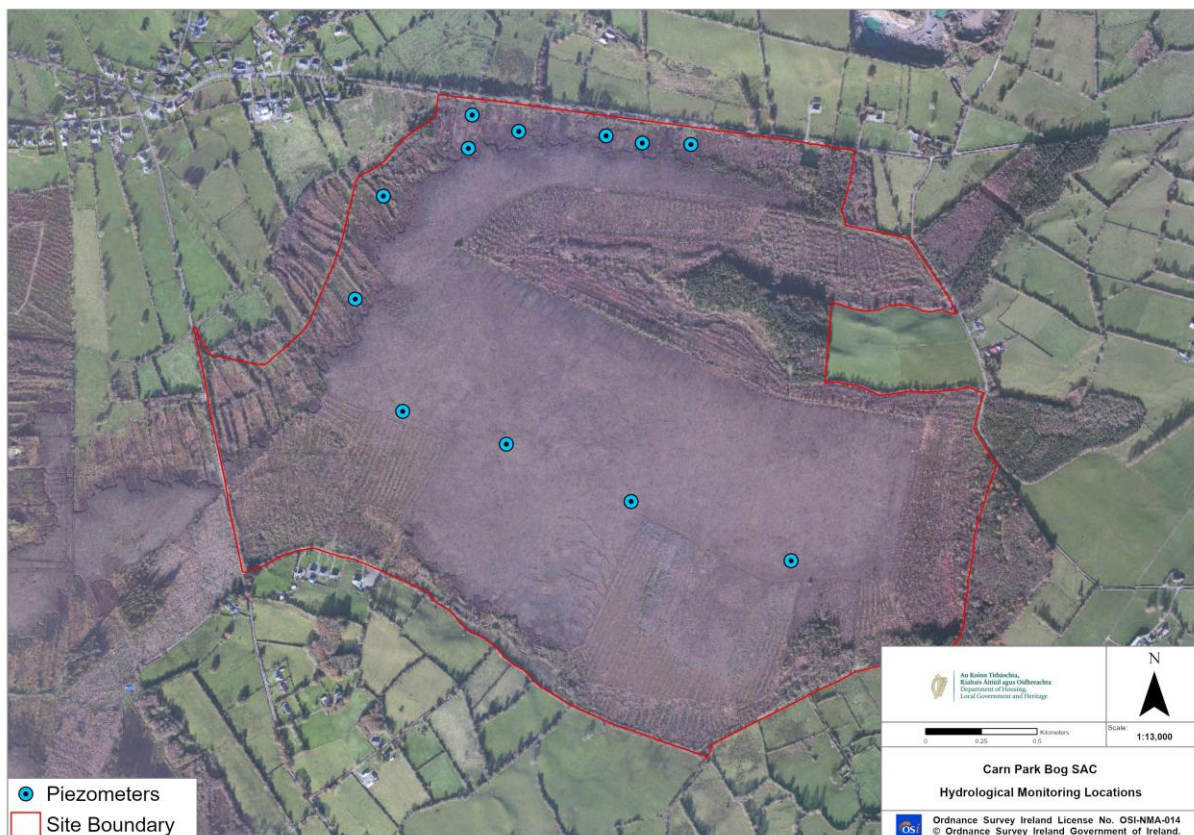 An Roinn Tithíochta,
Rialtais Áitiúil agus Oidhreachta
Department of Housing,
Local Government and Heritage
N
Kilometers
0 0.25 0.5
Scale:
1:13,000
Carn Park Bog SAC
Hydrological Monitoring Locations
Piezometers
Site Boundary
OSi
Ordnance Survey Ireland License No. OSI-NMA-014
© Ordnance Survey Ireland Government of Ireland.